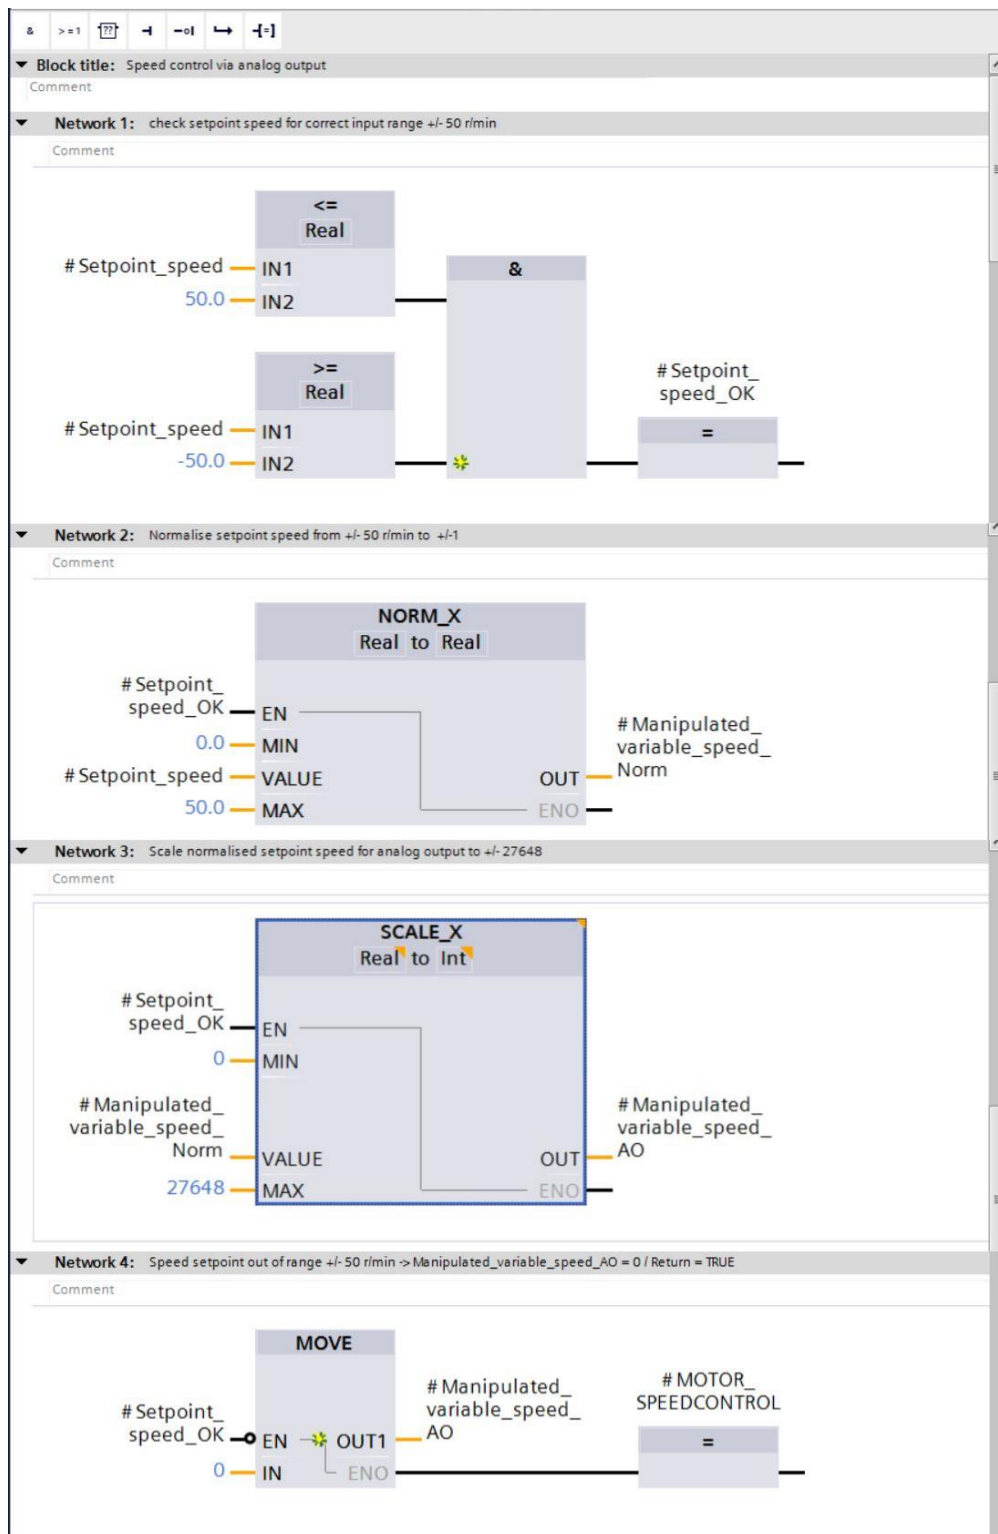 & >=1 ??
Block title: Speed control via analog output
Comment
Network 1: check setpoint speed for correct input range +/- 50 r/min
Comment
<=
Real
#Setpoint_speed IN1
50.0 IN2
&
>=
Real
#Setpoint_speed IN1
-50.0 IN2
#Setpoint_
speed_OK
=
Network 2: Normalise setpoint speed from +/- 50 r/min to +/-1
Comment
NORM_X
Real to Real
#Setpoint_
speed_OK EN
0.0 MIN
#Setpoint_speed VALUE
50.0 MAX
#Manipulated_
variable_speed_
OUT Norm
ENO
Network 3: Scale normalised setpoint speed for analog output to +/- 27648
Comment
SCALE_X
Real to Int
#Setpoint_
speed_OK EN
0 MIN
#Manipulated_
variable_speed_
Norm VALUE
27648 MAX
#Manipulated_
variable_speed_
OUT AO
ENO
Network 4: Speed setpoint out of range +/- 50 r/min -> Manipulated_variable_speed_AO = 0 / Return = TRUE
Comment
MOVE
#Setpoint_
speed_OK EN
0 IN
#Manipulated_
variable_speed_
OUT1 AO
ENO
#MOTOR_
SPEEDCONTROL
=